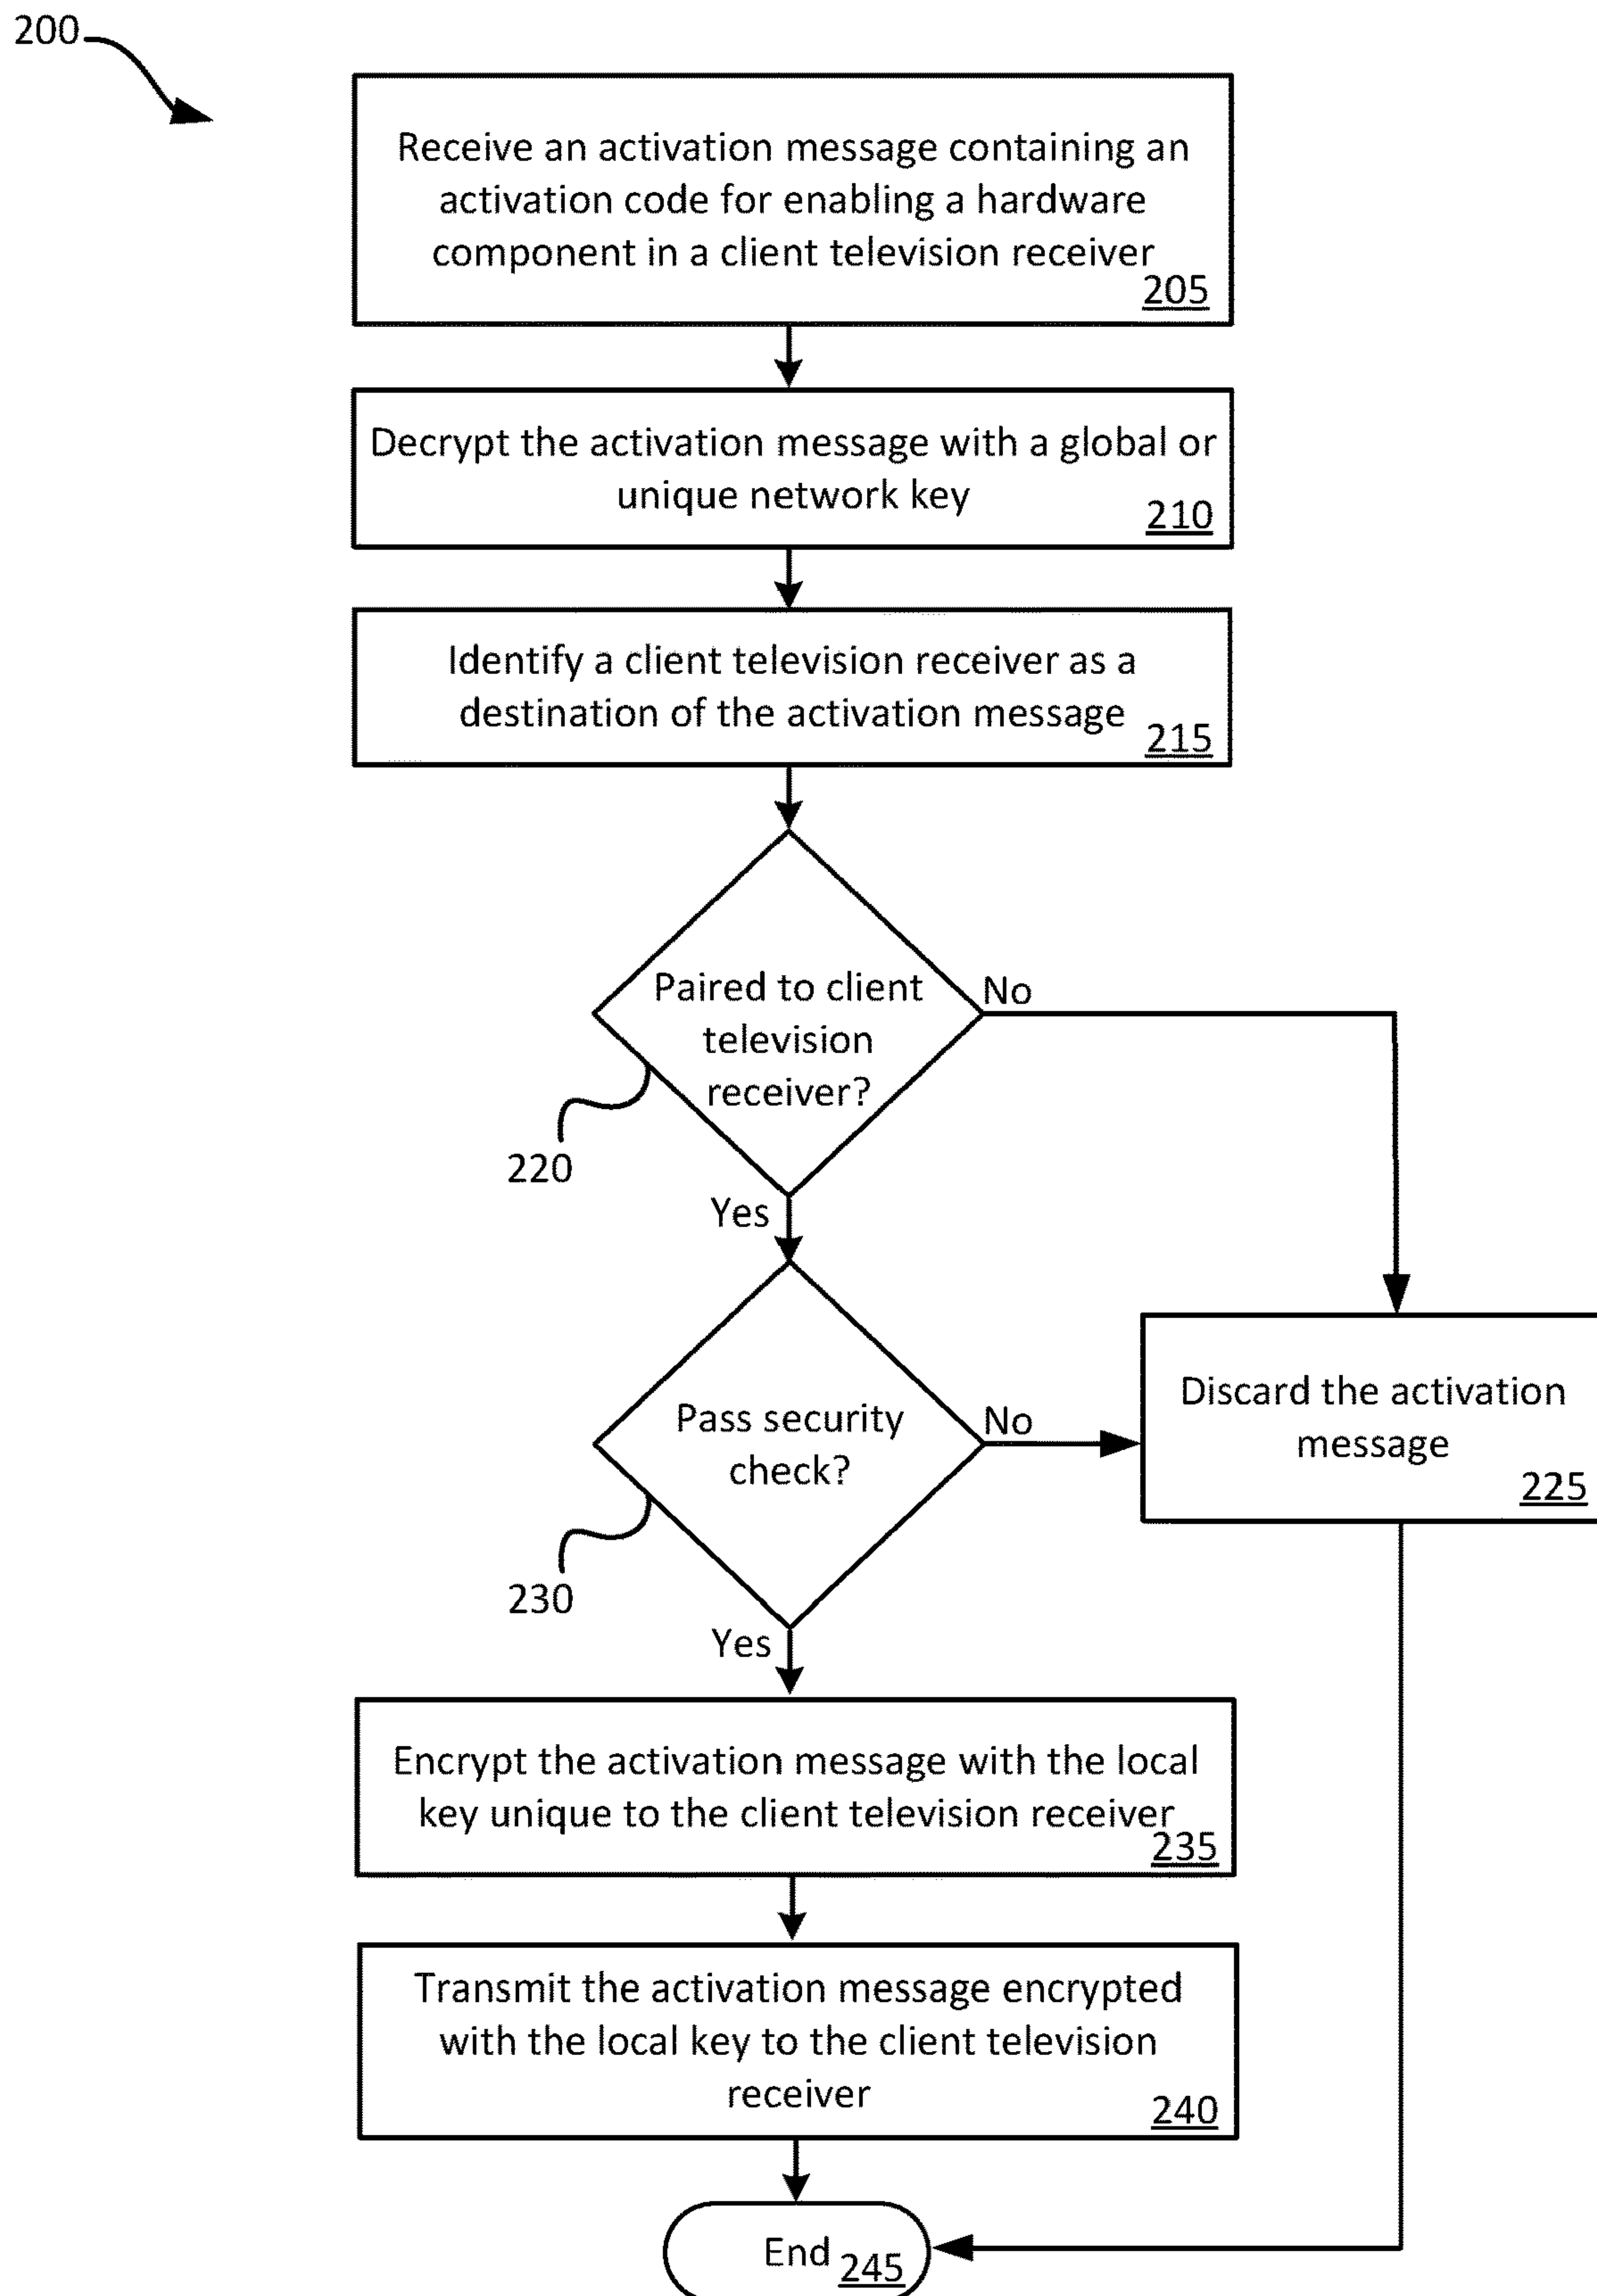 200
Receive an activation message containing an
activation code for enabling a hardware
component in a client television receiver
205
Decrypt the activation message with a global or
unique network key
210
Identify a client television receiver as a
destination of the activation message
215
Paired to client
television
receiver?
No
220
Yes
Pass security
check?
No
230
Yes
Discard the activation
message
225
Encrypt the activation message with the local
key unique to the client television receiver
235
Transmit the activation message encrypted
with the local key to the client television
receiver
240
End
245